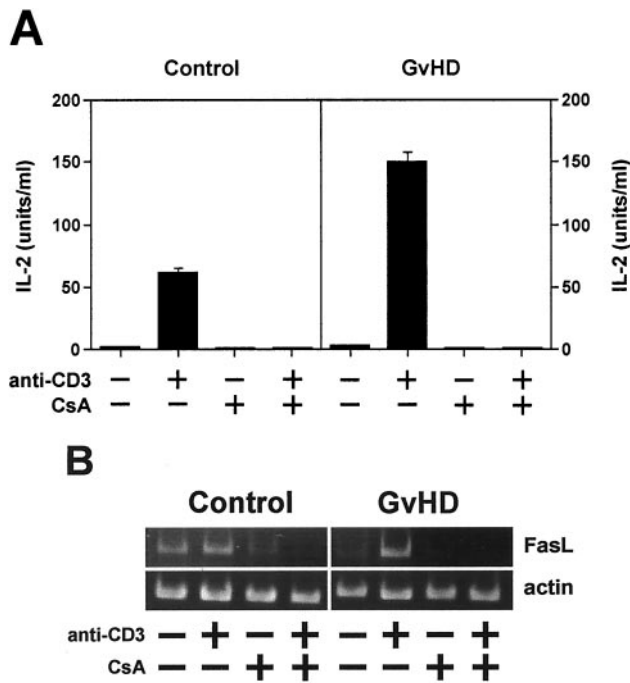 A
Control GvHD
200 200
150 150
100 100
50 50
0 0
IL-2 (units/ml) IL-2 (units/ml)
anti-CD3 − + − + − + − +
CsA − − + + − − + +
B
Control GvHD
FasL
actin
anti-CD3 − + − + − + − +
CsA − − + + − − + +